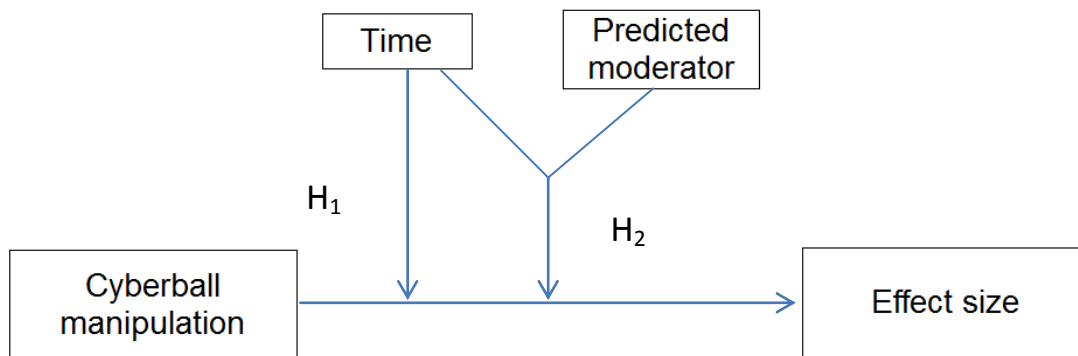 Time
Predicted
moderator
H₁
H₂
Cyberball
manipulation
Effect size